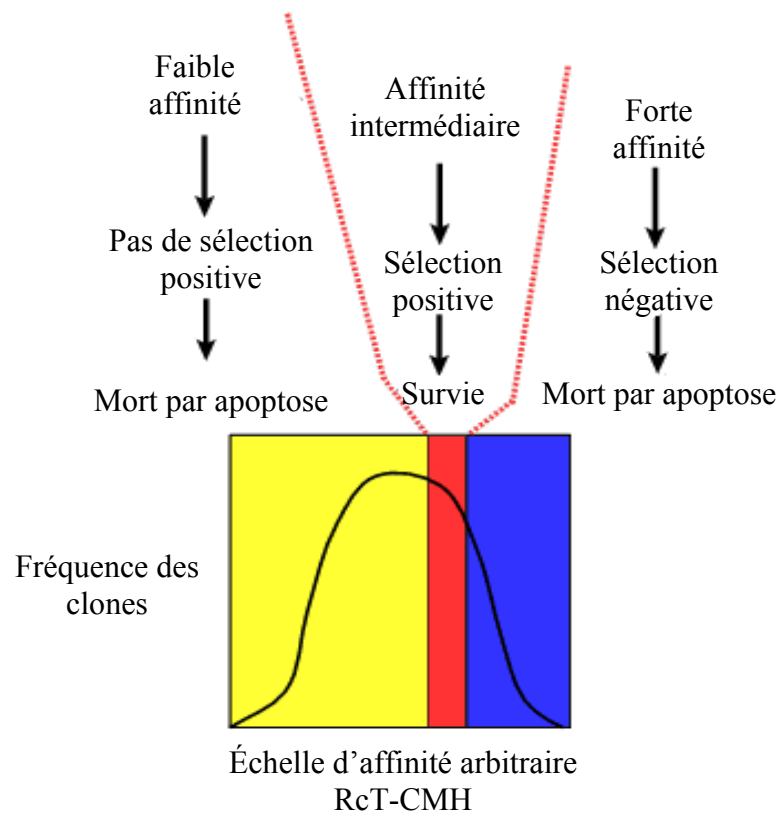 Faible
affinité
Pas de sélection
positive
Mort par apoptose
Affinité
intermédiaire
Sélection
positive
Survie
Forte
affinité
Sélection
négative
Mort par apoptose
Fréquence des
clones
Échelle d’affinité arbitraire
RcT-CMH